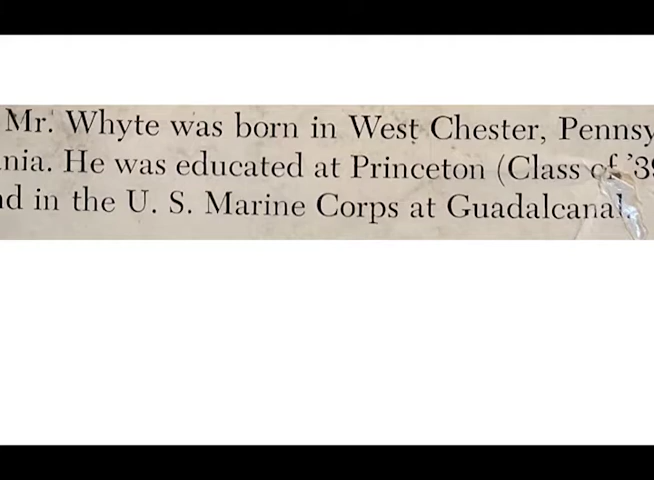 Mr. Whyte was born in West Chester, Pennsy
nia. He was educated at Princeton (Class of '39
d in the U. S. Marine Corps at Guadalcanal.